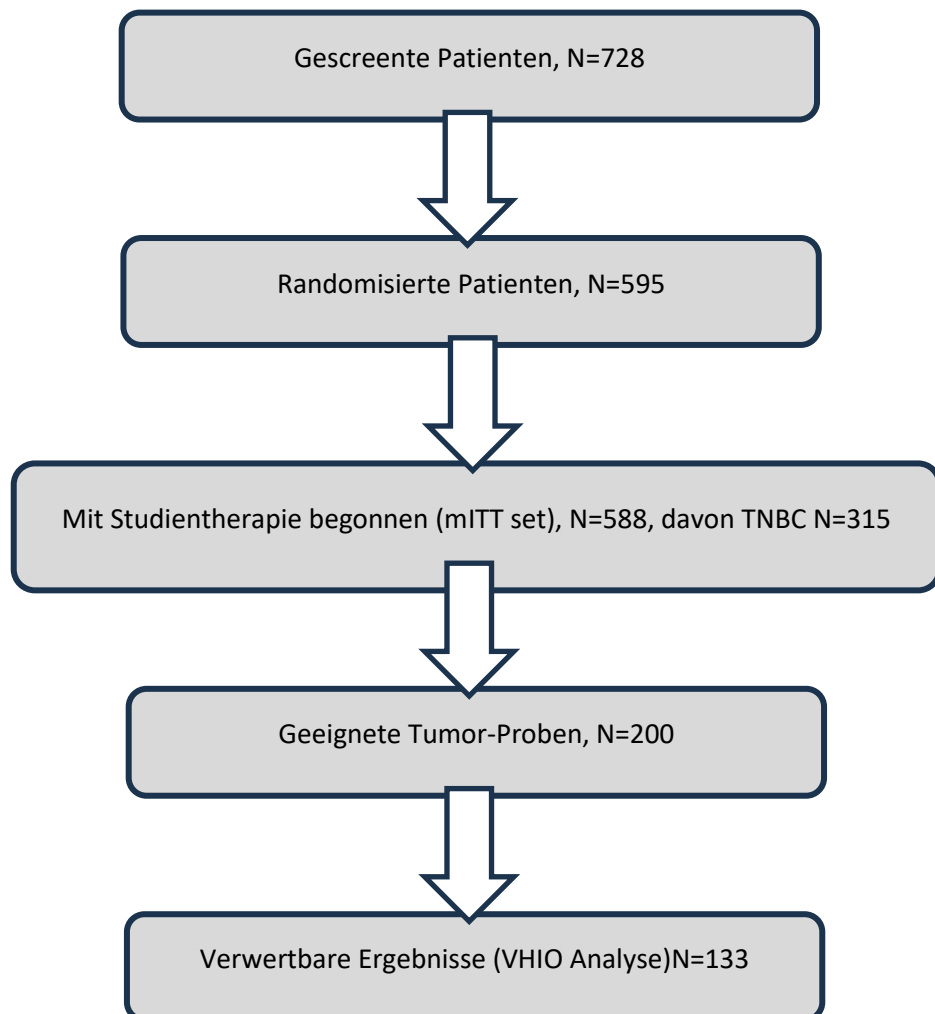 Gescreente Patienten, N=728
Randomisierte Patienten, N=595
Mit Studientherapie begonnen (mITT set), N=588, davon TNBC N=315
Geeignete Tumor-Proben, N=200
Verwertbare Ergebnisse (VHIO Analyse)N=133